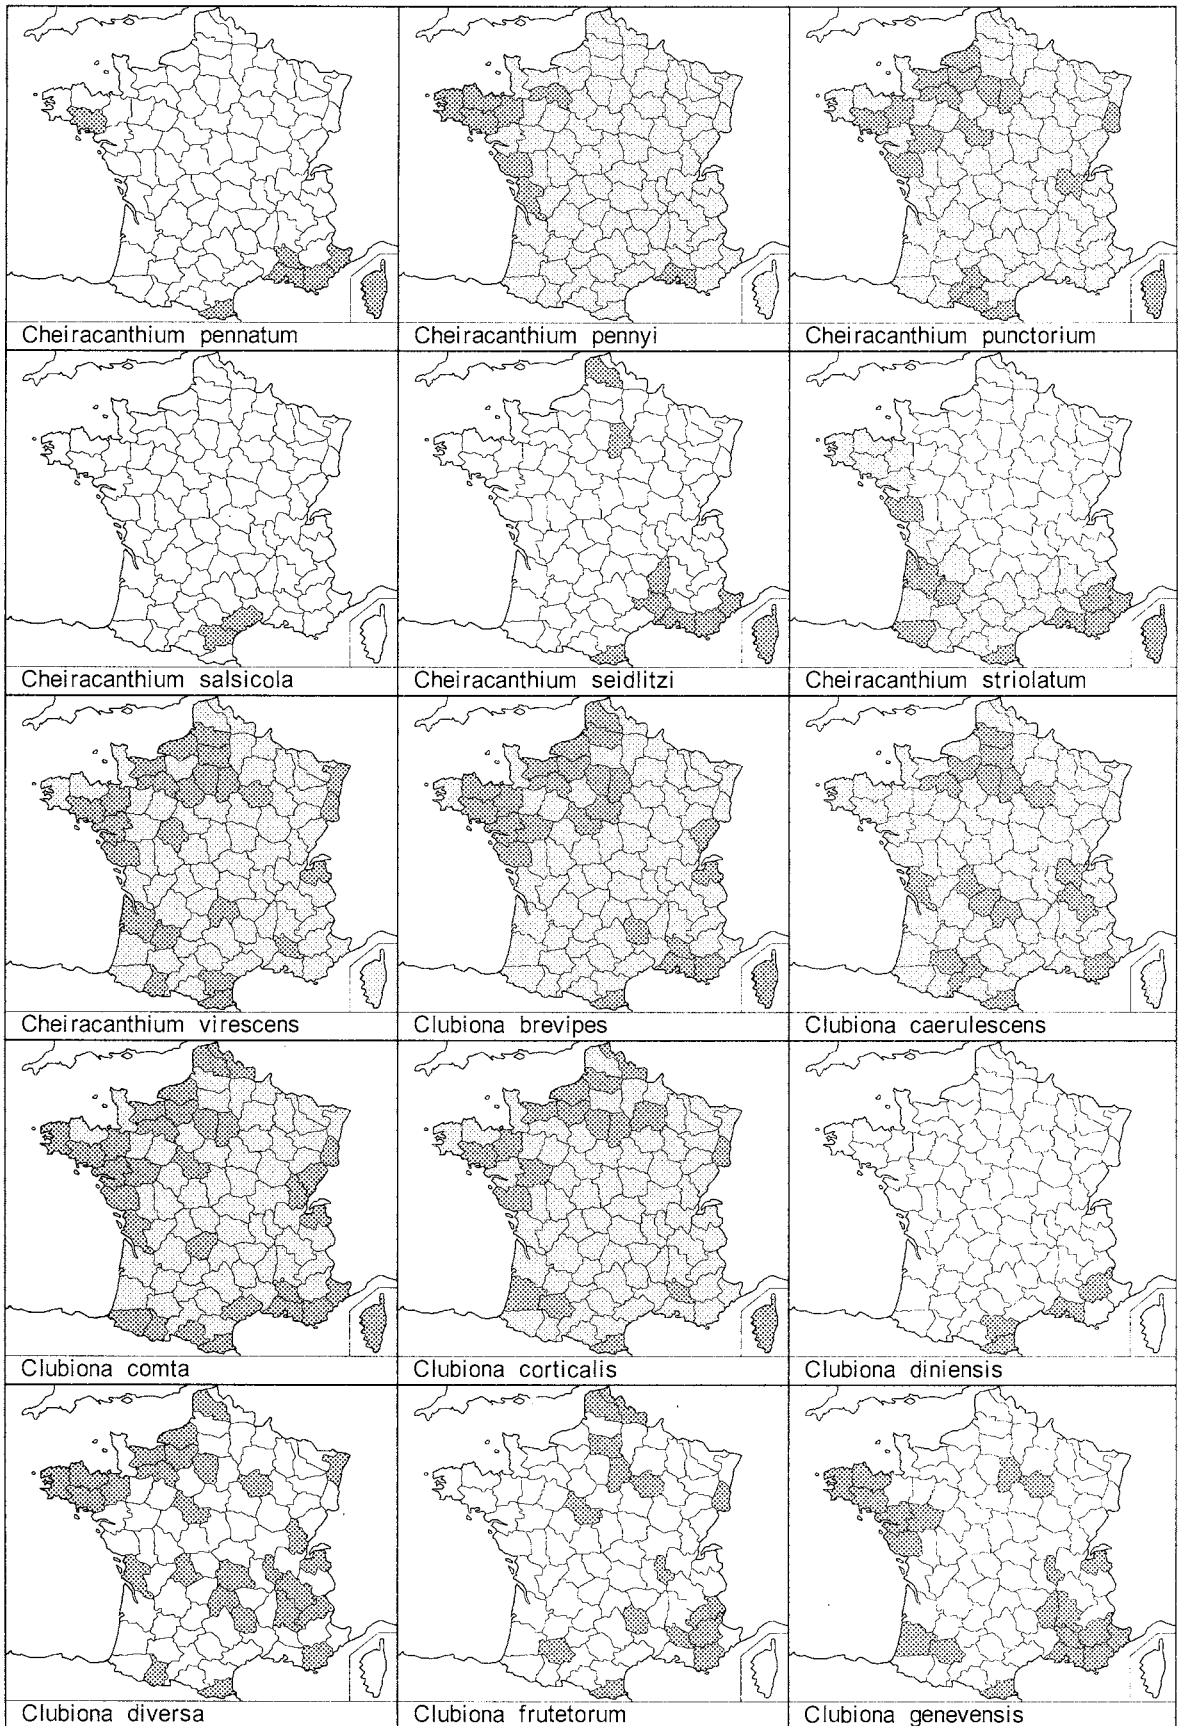 Cheiracanthium pennatum
Cheiracanthium pennyi
Cheiracanthium punctorium
Cheiracanthium salsicola
Cheiracanthium seidlitzi
Cheiracanthium striolatum
Cheiracanthium virescens
Clubiona brevipes
Clubiona caerulescens
Clubiona comta
Clubiona corticalis
Clubiona diniensis
Clubiona diversa
Clubiona frutetorum
Clubiona genevensis